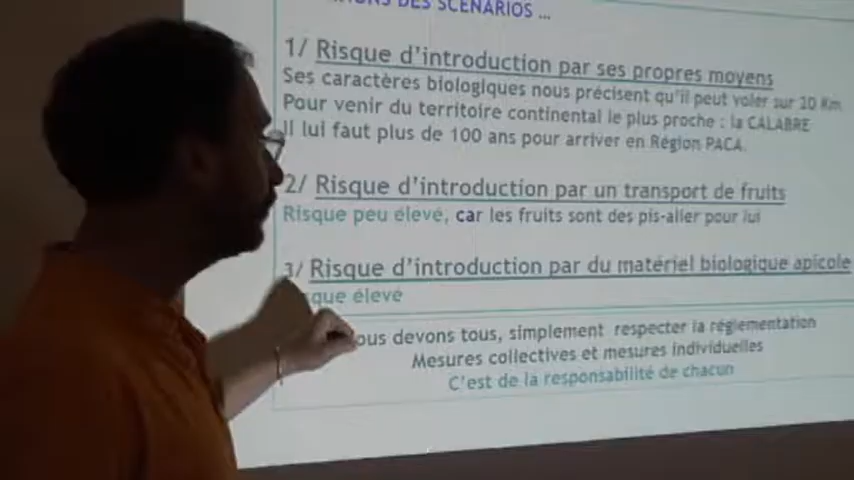 DES SCÉNARIOS ...
1/ Risque d'introduction par ses propres moyens
Ses caractères biologiques nous précisent qu'il peut voler sur 10 Km
Pour venir du territoire continental le plus proche : la CALABRE
Il lui faut plus de 100 ans pour arriver en Région PACA.
2/ Risque d'introduction par un transport de fruits
Risque peu élevé, car les fruits sont des pis-aller pour lui
3/ Risque d'introduction par du matériel biologique apicole
élevé
devons tous, simplement respecter la réglementation
Mesures collectives et mesures individuelles
C'est de la responsabilité de chacun